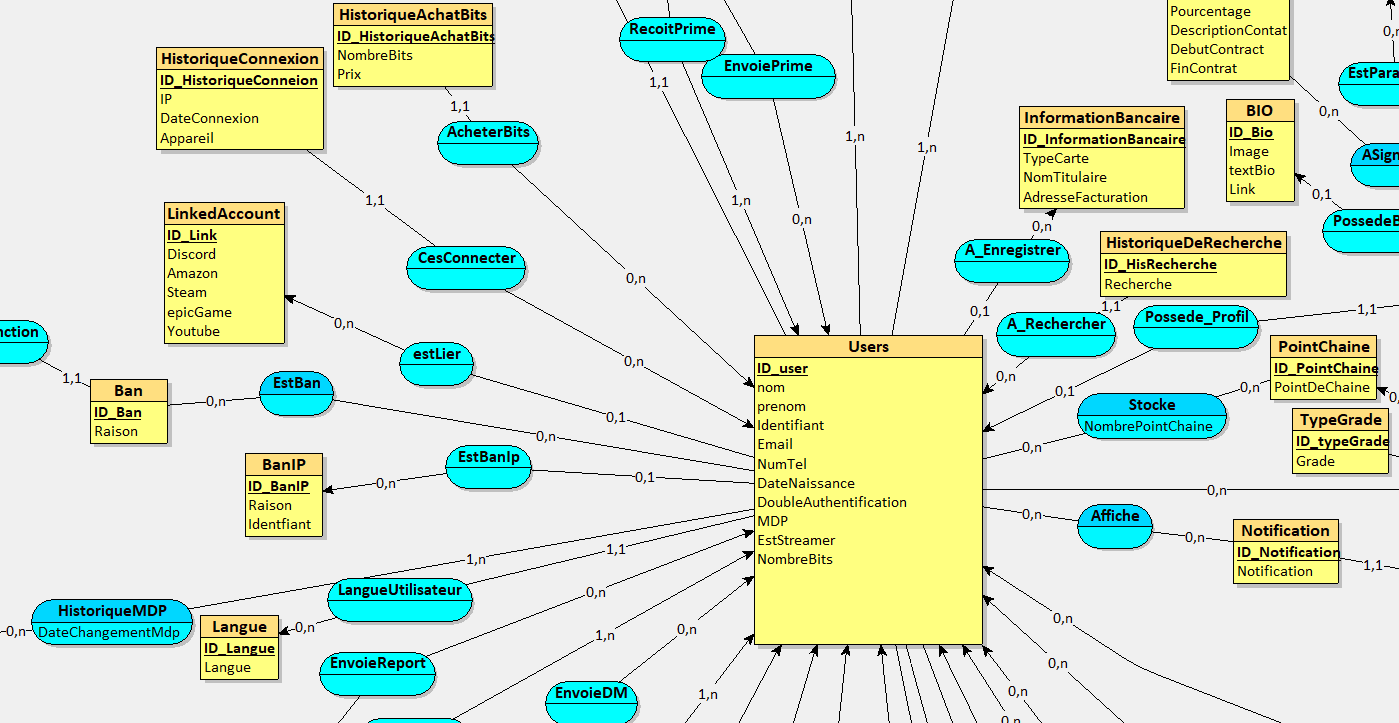 HistoriqueAchatBits
ID_HistoriqueAchatBits
NombreBits
Prix
HistoriqueConnexion
ID_HistoriqueConneion
IP
DateConnexion
Appareil
1,1
AcheterBits
RecoitPrime
EnvoiePrime
1,1
1,n
0,n
1,n
1,n
Pourcentage
DescriptionContat
DebutContract
FinContrat
0,n
EstPara
BIO
ID_Bio
Image
textBio
Link
0,n
ASign
0,1
PossedeB
InformationBancaire
ID_InformationBancaire
TypeCarte
NomTitulaire
AdresseFacturation
0,n
A_Enregistrer
0,1
HistoriqueDeRecherche
ID_HisRecherche
Recherche
1,1
A_Rechercher
0,n
Possede_Profil
1,1
0,1
1,1
CesConnecter
0,n
0,n
LinkedAccount
ID_Link
Discord
Amazon
Steam
epicGame
Youtube
0,n
estLier
0,1
nction
1,1
Ban
ID_Ban
Raison
0,n
EstBan
0,n
BanIP
ID_BanIP
Raison
Identfiant
0,n
EstBanIp
0,1
Users
ID_user
nom
prenom
Identifiant
Email
NumTel
DateNaissance
DoubleAuthentification
MDP
EstStreamer
NombreBits
PointChaine
ID_PointChaine
PointDeChaine
0,n
0,
Stocke
NombrePointChaine
0,n
TypeGrade
ID_typeGrade
Grade
0,n
0,n
Affiche
0,n
Notification
ID_Notification
Notification
1,1
1,n
1,1
HistoriqueMDP
DateChangementMdp
0,n
LangueUtilisateur
0,n
Langue
ID_Langue
Langue
0,n
EnvoieReport
1,n
0,n
EnvoieDM
1,n
0,n
0,n
0,n
0,n